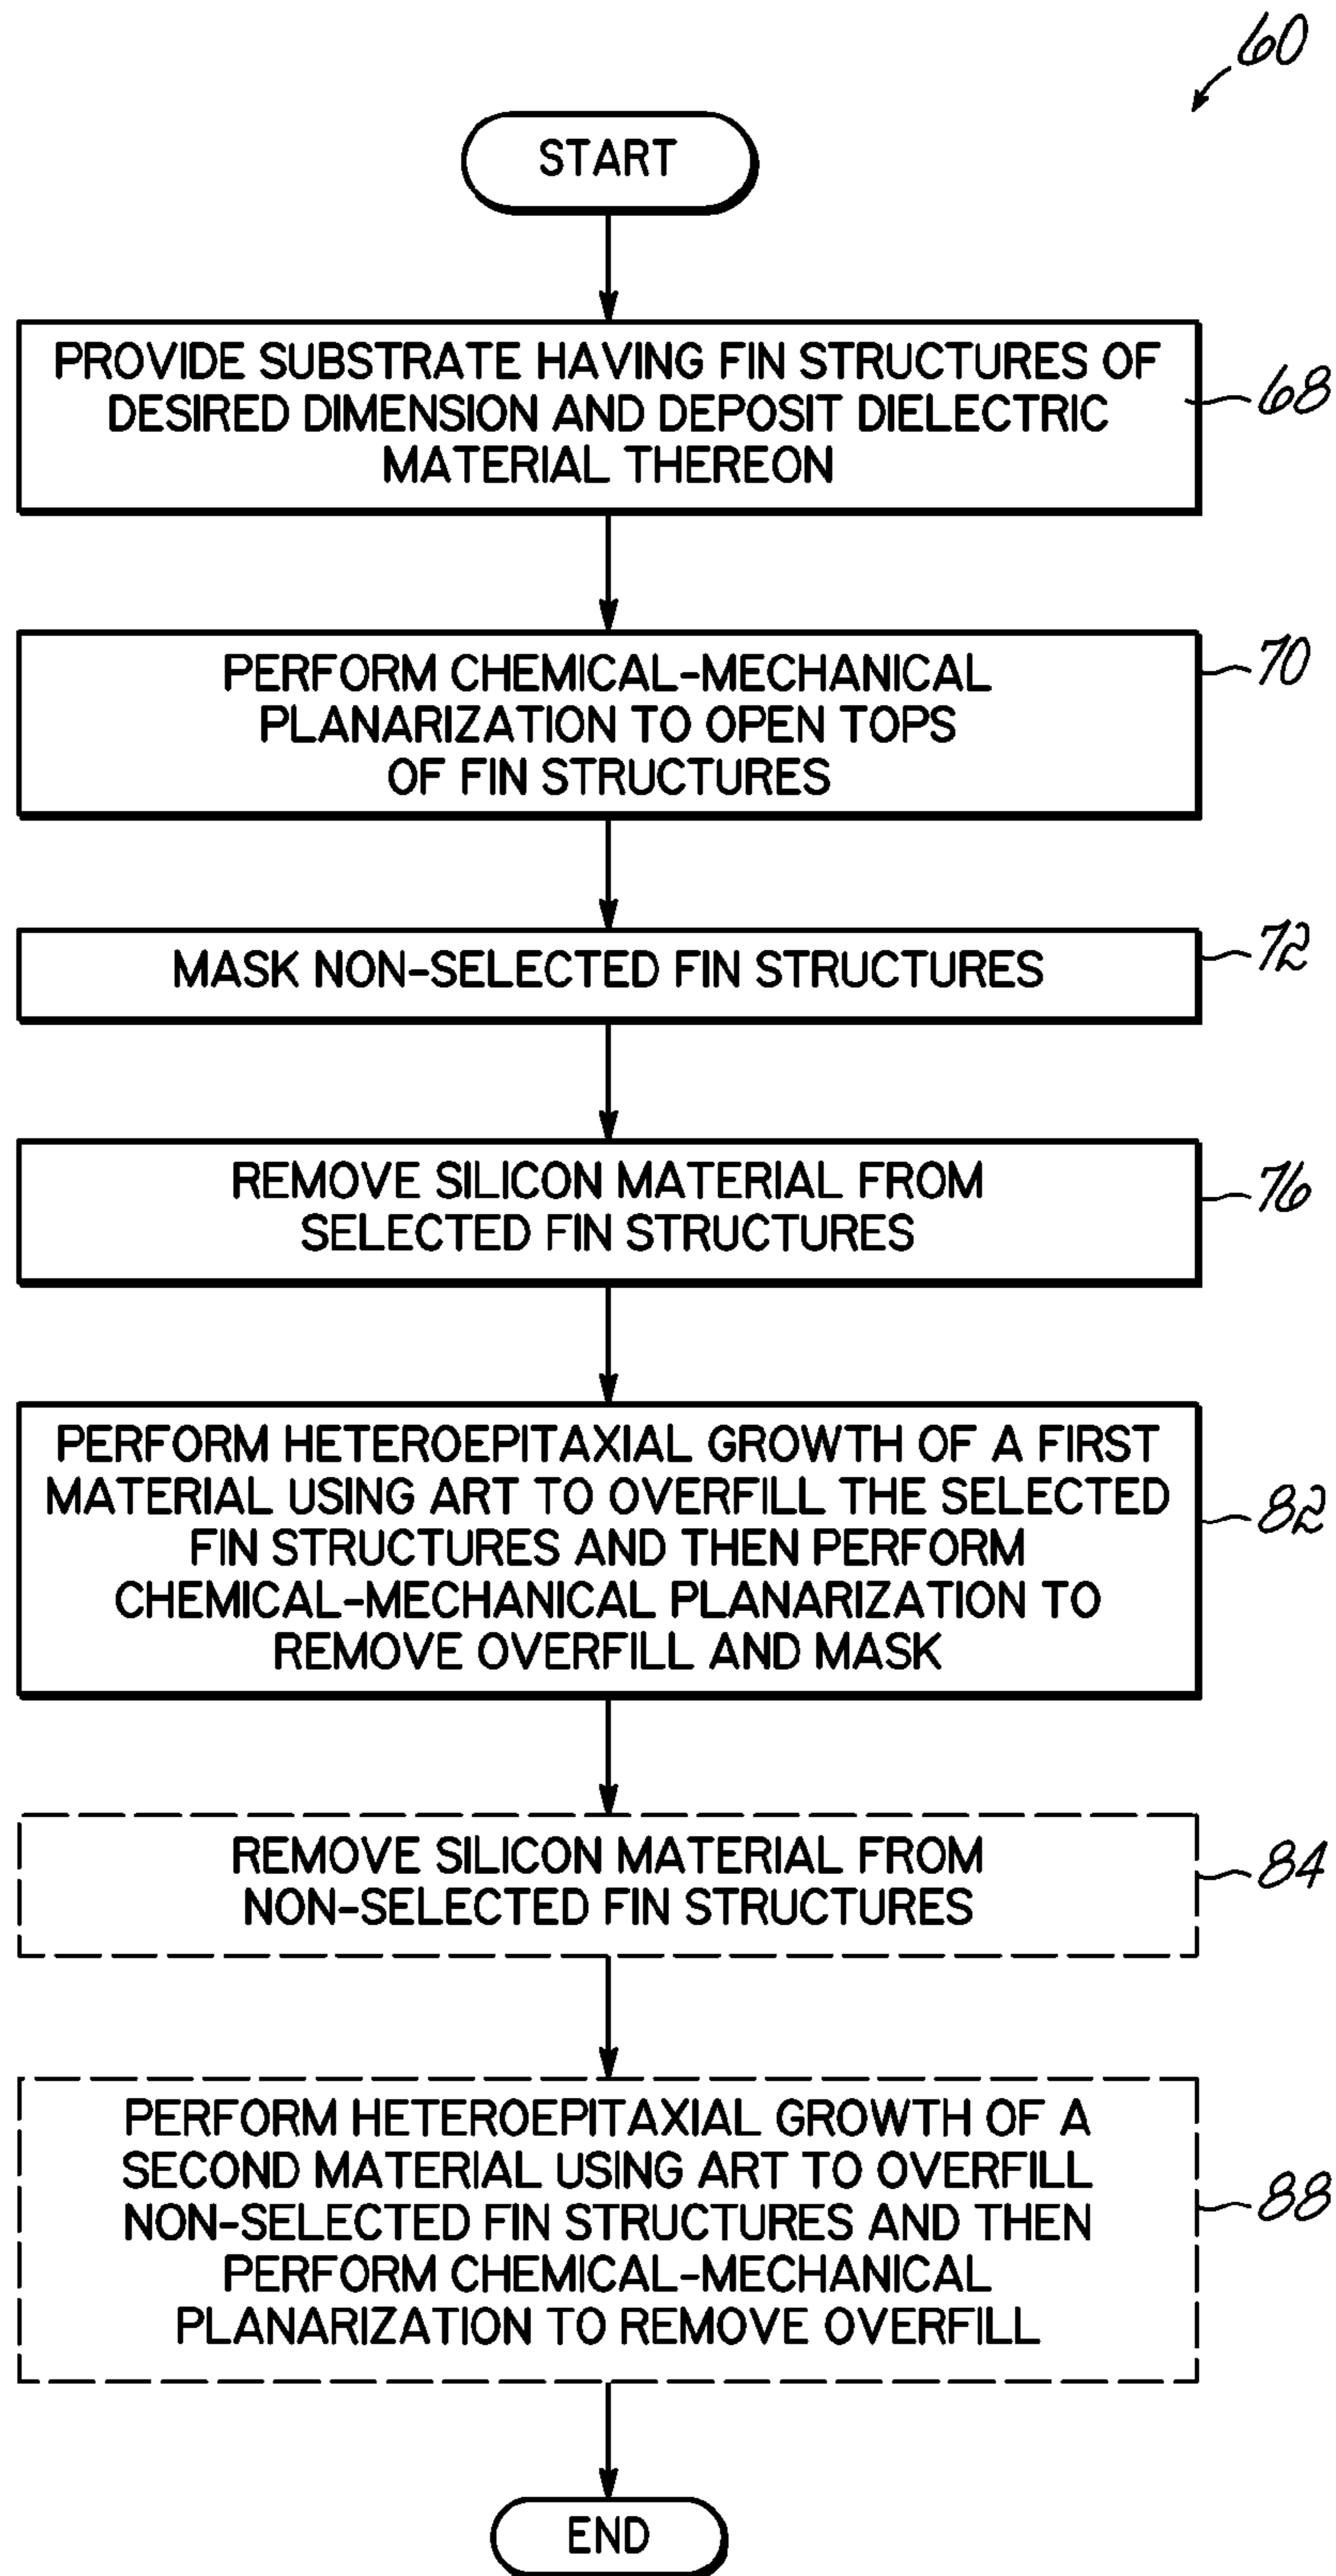 60
START
PROVIDE SUBSTRATE HAVING FIN STRUCTURES OF
DESIRED DIMENSION AND DEPOSIT DIELECTRIC
MATERIAL THEREON
68
PERFORM CHEMICAL-MECHANICAL
PLANARIZATION TO OPEN TOPS
OF FIN STRUCTURES
70
MASK NON-SELECTED FIN STRUCTURES
72
REMOVE SILICON MATERIAL FROM
SELECTED FIN STRUCTURES
76
PERFORM HETEROEPITAXIAL GROWTH OF A FIRST
MATERIAL USING ART TO OVERFILL THE SELECTED
FIN STRUCTURES AND THEN PERFORM
CHEMICAL-MECHANICAL PLANARIZATION TO
REMOVE OVERFILL AND MASK
82
REMOVE SILICON MATERIAL FROM
NON-SELECTED FIN STRUCTURES
84
PERFORM HETEROEPITAXIAL GROWTH OF A
SECOND MATERIAL USING ART TO OVERFILL
NON-SELECTED FIN STRUCTURES AND THEN
PERFORM CHEMICAL-MECHANICAL
PLANARIZATION TO REMOVE OVERFILL
88
END